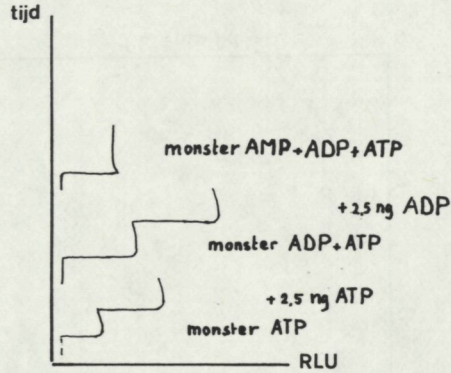 tijd
monster AMP+ADP+ATP
+2,5 ng ADP
monster ADP+ATP
+2,5 ng ATP
monster ATP
RLU